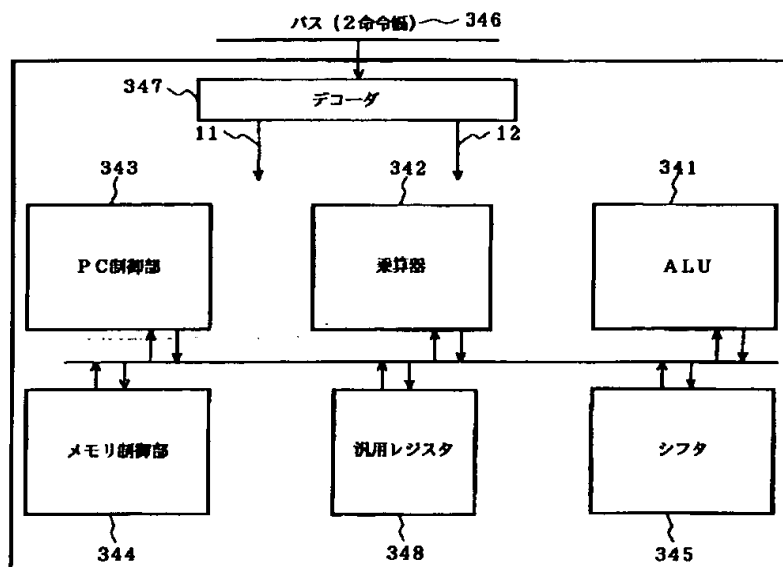 バス (2命令幅) 346
347
デコーダ
11
12
343
342
341
PC制御部
乗算器
ALU
メモリ制御部
汎用レジスタ
シフタ
344
348
345